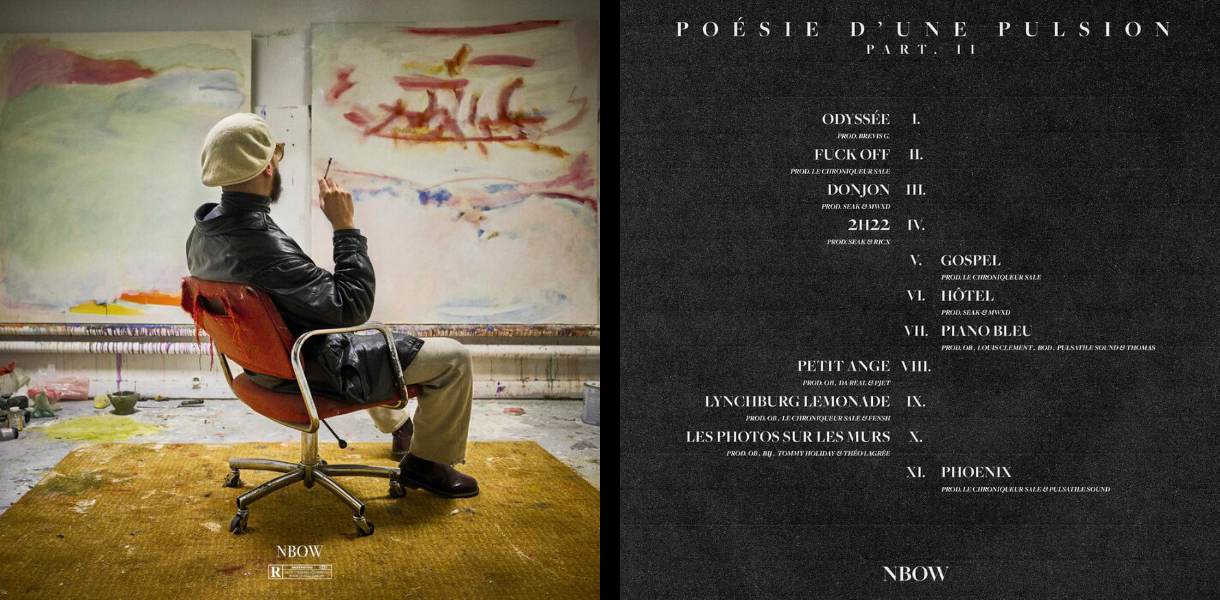 NBOW
R
POÉSIE D'UNE PULSION
PART. II
ODYSSÉE I.
PROD. BREVIS G.
FUCK OFF II.
PROD. LE CHRONIQUEUR SALE
DONJON III.
PROD. SEAK & MWXD
2H22 IV.
PROD. SEAK & RICX
V. GOSPEL
PROD. LE CHRONIQUEUR SALE
VI. HÔTEL
PROD. SEAK & MWXD
VII. PIANO BLEU
PROD. OB, LOUIS CLEMENT, BOD, PULSATILE SOUND & THOMAS
PETIT ANGE VIII.
PROD. OB, DA REAL & PJET
LYNCHBURG LEMONADE IX.
PROD. OB, LE CHRONIQUEUR SALE & FENSH
LES PHOTOS SUR LES MURS X.
PROD. OB, BIJ, TOMMY HOLIDAY & THÉO LAGRÉE
XI. PHOENIX
PROD. LE CHRONIQUEUR SALE & PULSATILE SOUND
NBOW